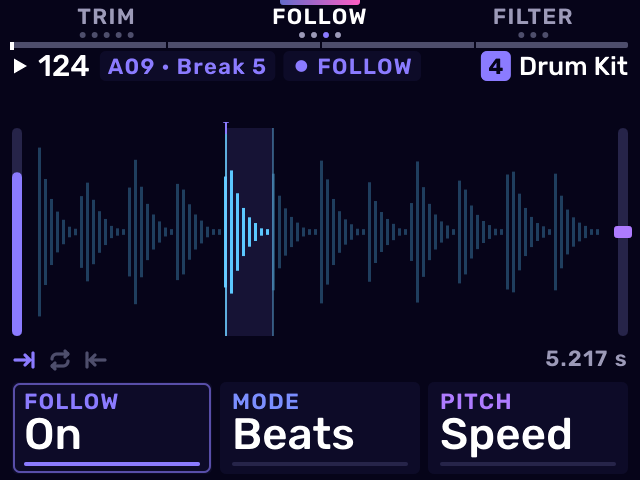 TRIM FOLLOW FILTER
124 A09 • Break 5 FOLLOW 4 Drum Kit
5.217 s
FOLLOW MODE PITCH
On Beats Speed